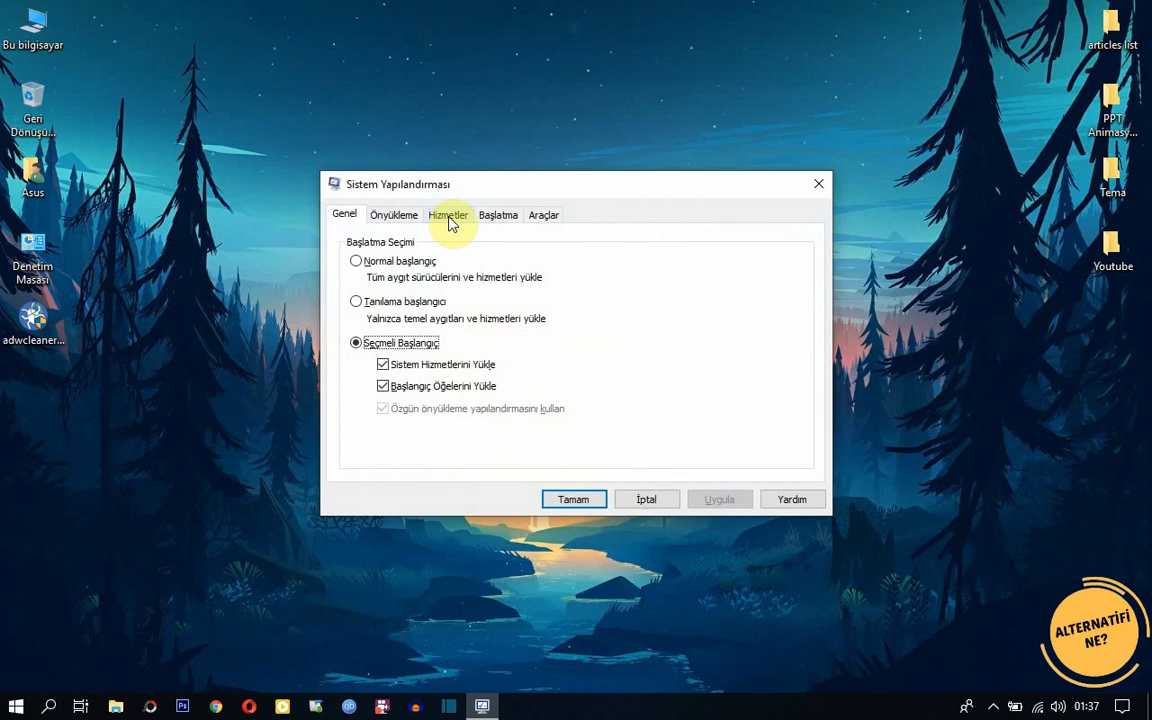 Bu bilgisayar
Geri
Dönüşü...
Asus
Denetim
Masası
adwcleaner...
articles list
PPT
Animasy...
Tema
Youtube
Sistem Yapılandırması
Genel
Önyükleme
Hizmetler
Başlatma
Araçlar
Başlatma Seçimi
Normal başlangıç
Tüm aygıt sürücülerini ve hizmetleri yükle
Tanılama başlangıcı
Yalnızca temel aygıtları ve hizmetleri yükle
Seçmeli Başlangıç
Sistem Hizmetlerini Yükle
Başlangıç Öğelerini Yükle
Özgün önyükleme yapılandırmasını kullan
Tamam
İptal
Uygula
Yardım
ALTERNATİFİ
NE?
Ps
qb
01:37